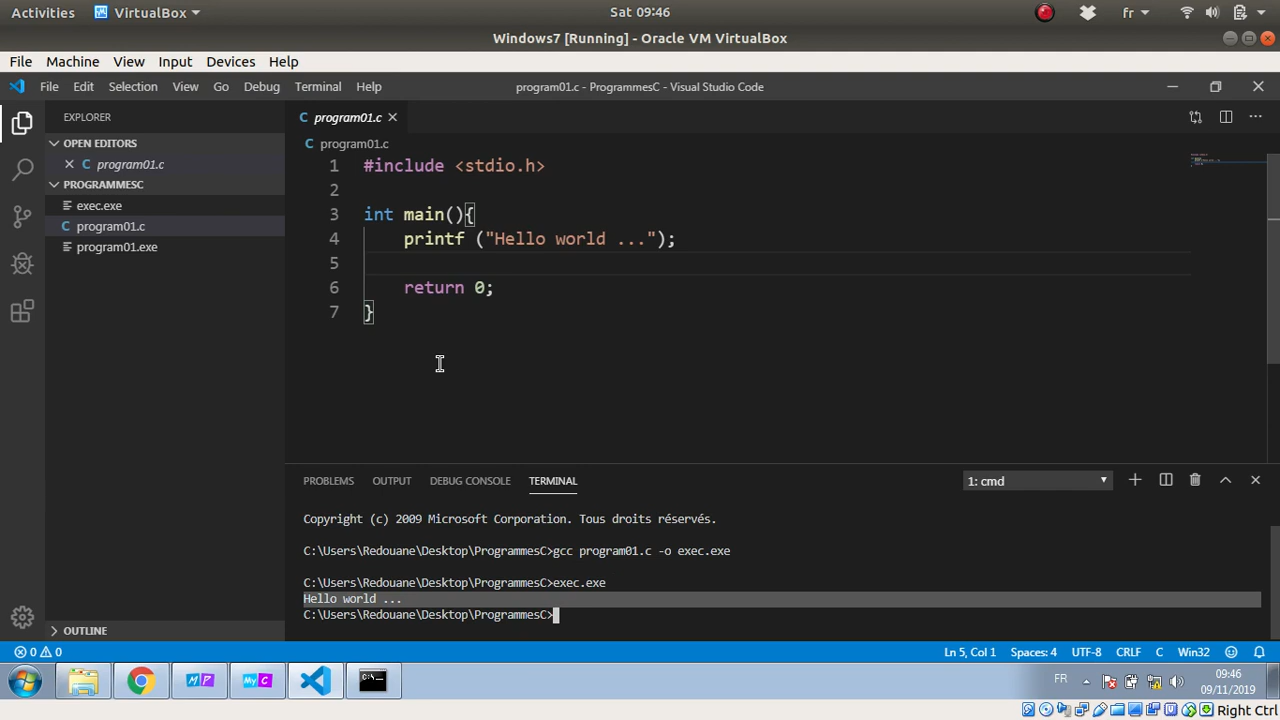 Activities VirtualBox Sat 09:46 fr
Windows7 [Running] - Oracle VM VirtualBox
File Machine View Input Devices Help
File Edit Selection View Go Debug Terminal Help program01.c - ProgrammesC - Visual Studio Code
EXPLORER
OPEN EDITORS
C program01.c
PROGRAMMESC
exec.exe
C program01.c
program01.exe
OUTLINE
C program01.c
C program01.c
1 #include <stdio.h>
2
3 int main(){
4 printf ("Hello world ...");
5
6 return 0;
7 }
PROBLEMS OUTPUT DEBUG CONSOLE TERMINAL 1: cmd
Copyright (c) 2009 Microsoft Corporation. Tous droits réservés.
C:\Users\Redouane\Desktop\ProgrammesC>gcc program01.c -o exec.exe
C:\Users\Redouane\Desktop\ProgrammesC>exec.exe
Hello world ...
C:\Users\Redouane\Desktop\ProgrammesC>
0 0 Ln 5, Col 1 Spaces: 4 UTF-8 CRLF C Win32
MP MyC C:\. FR 09:46
09/11/2019
Right Ctrl